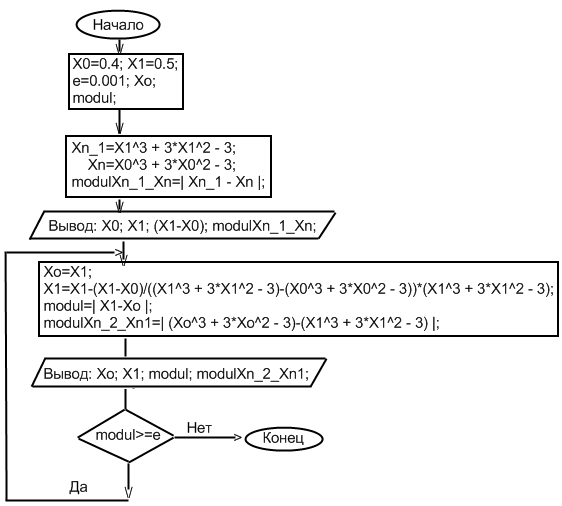 Начало
X0=0.4; X1=0.5;
e=0.001; Xo;
modul;
Xn_1=X1^3 + 3*X1^2 - 3;
Xn=X0^3 + 3*X0^2 - 3;
modulXn_1_Xn=| Xn_1 - Xn |;
Вывод: X0; X1; (X1-X0); modulXn_1_Xn;
Xo=X1;
X1=X1-(X1-X0)/((X1^3 + 3*X1^2 - 3)-(X0^3 + 3*X0^2 - 3))*(X1^3 + 3*X1^2 - 3);
modul=| X1-Xo |;
modulXn_2_Xn1=| (Xo^3 + 3*Xo^2 - 3)-(X1^3 + 3*X1^2 - 3) |;
Вывод: Xo; X1; modul; modulXn_2_Xn1;
modul>=e
Нет
Конец
Да